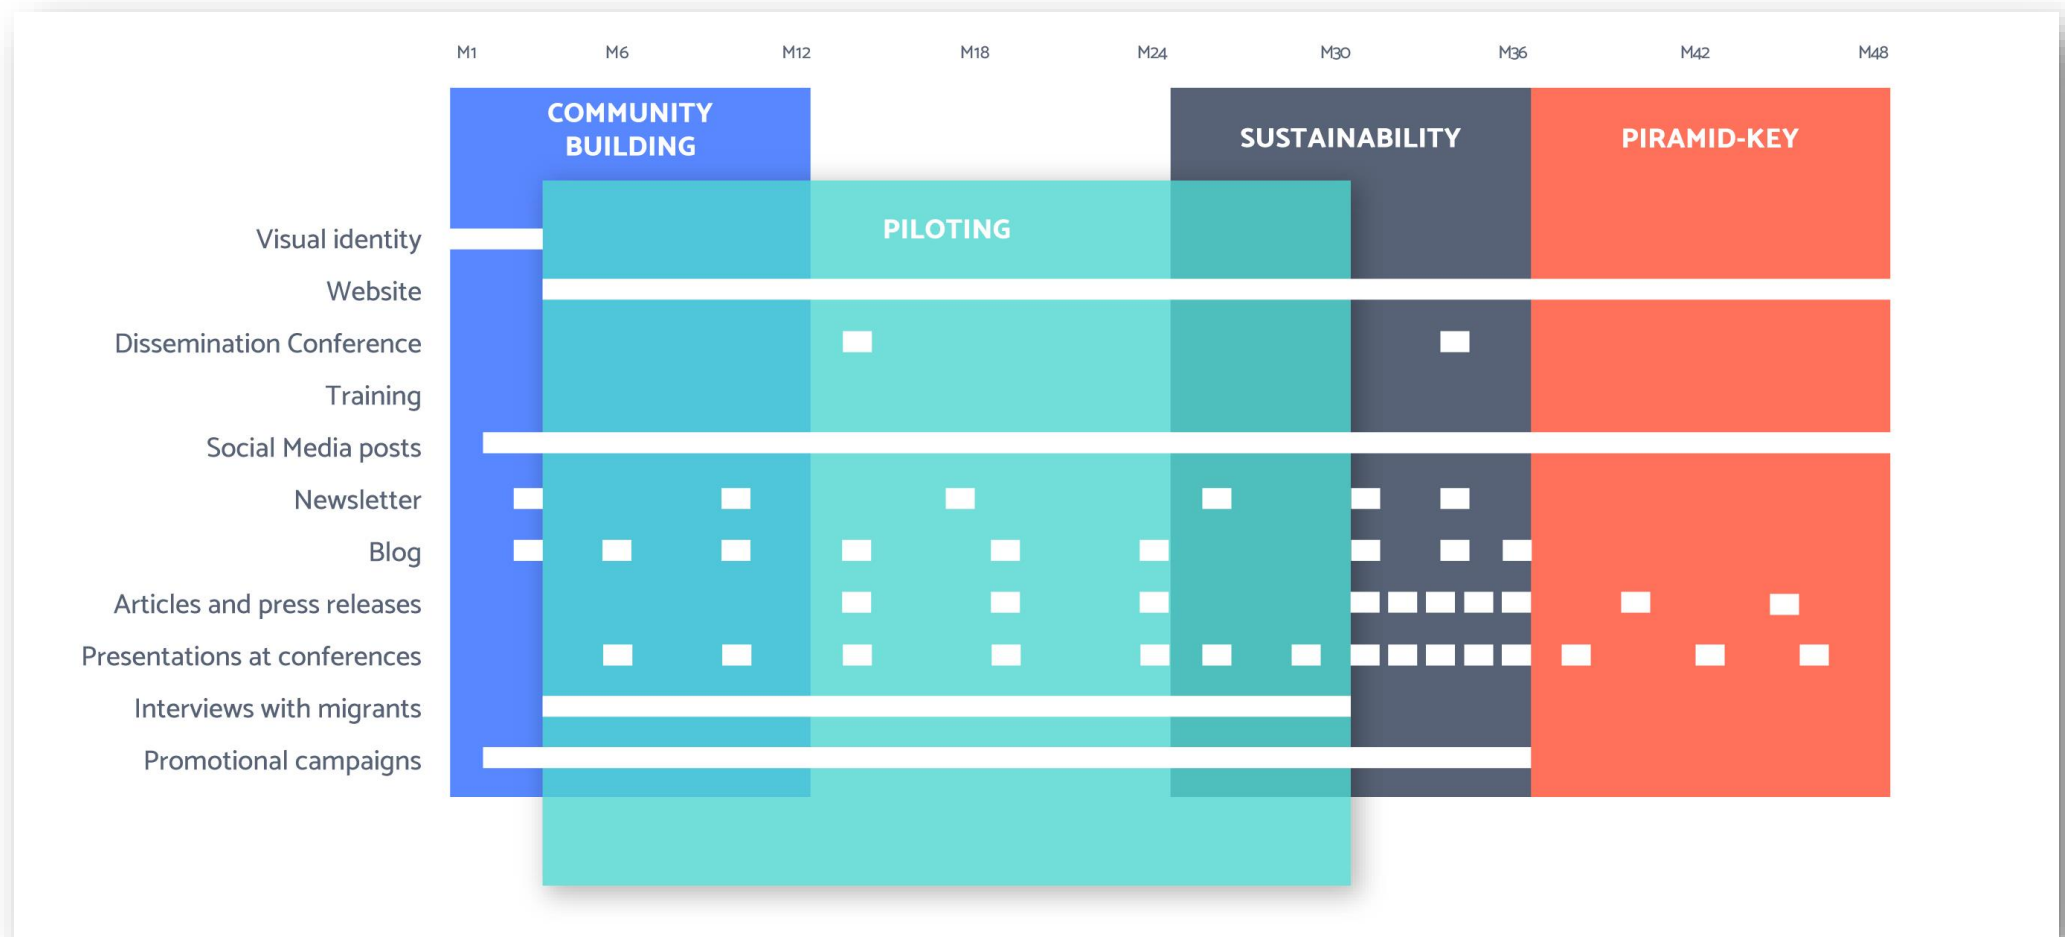 M1 M6 M12 M18 M24 M30 M36 M42 M48
COMMUNITY
BUILDING
SUSTAINABILITY
PIRAMID-KEY
PILOTING
Visual identity
Website
Dissemination Conference
Training
Social Media posts
Newsletter
Blog
Articles and press releases
Presentations at conferences
Interviews with migrants
Promotional campaigns